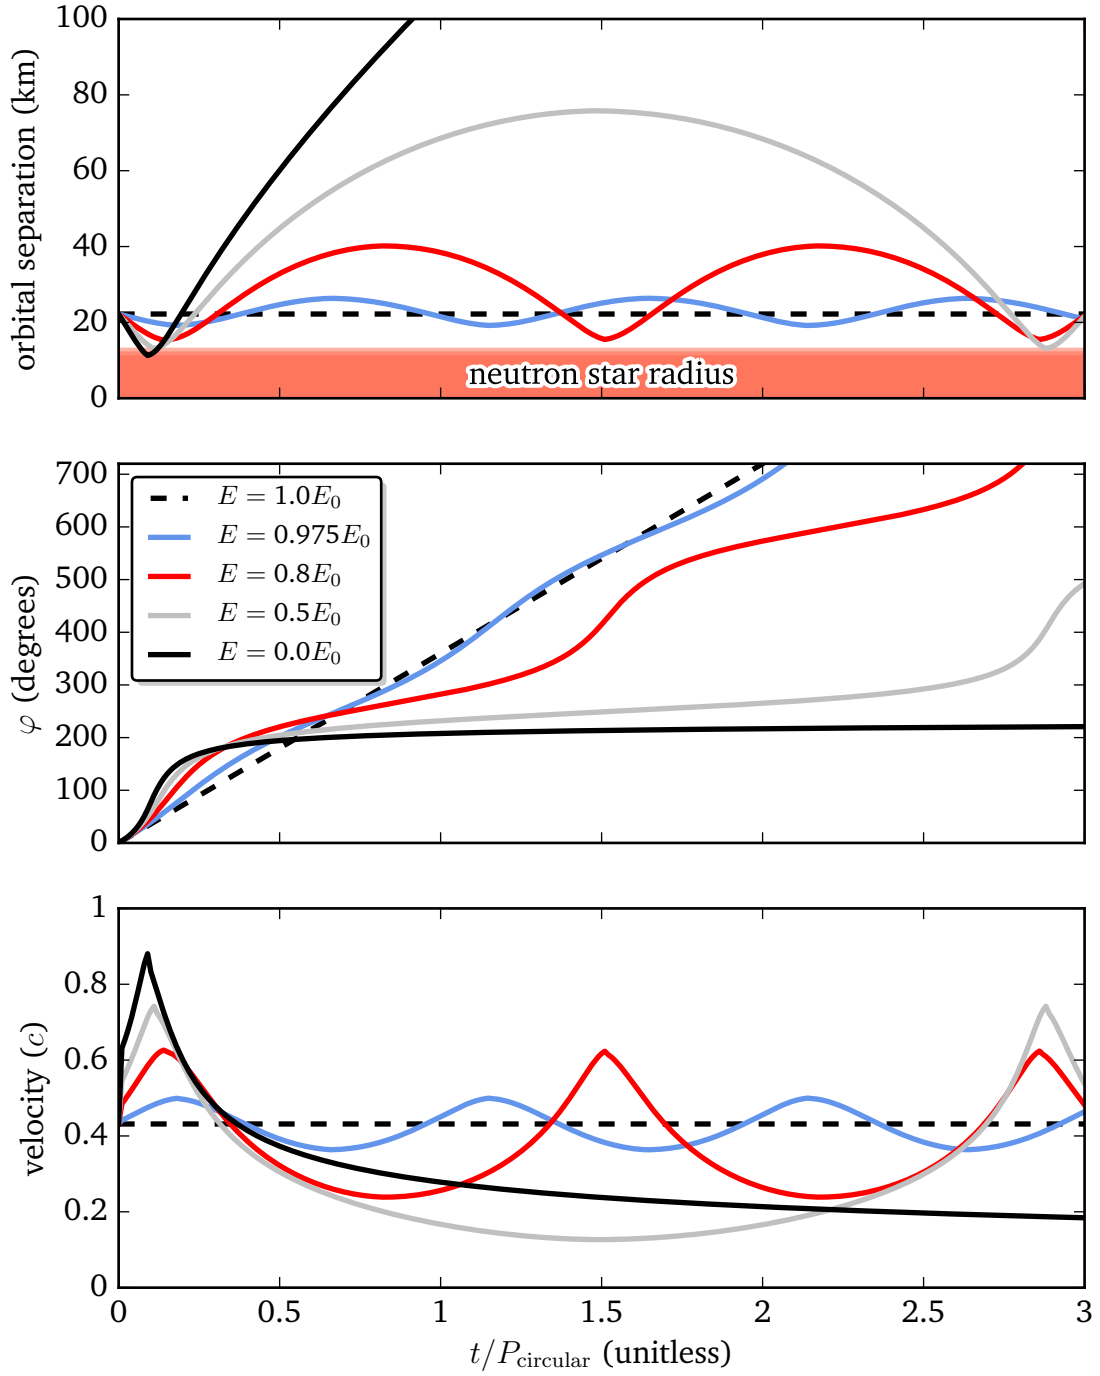 100
80
60
40
20
0
orbital separation (km)
neutron star radius
700
600
500
400
300
200
100
0
φ (degrees)
E = 1.0E₀
E = 0.975E₀
E = 0.8E₀
E = 0.5E₀
E = 0.0E₀
1
0.8
0.6
0.4
0.2
0
velocity (c)
0 0.5 1 1.5 2 2.5 3
t/P_circular (unitless)